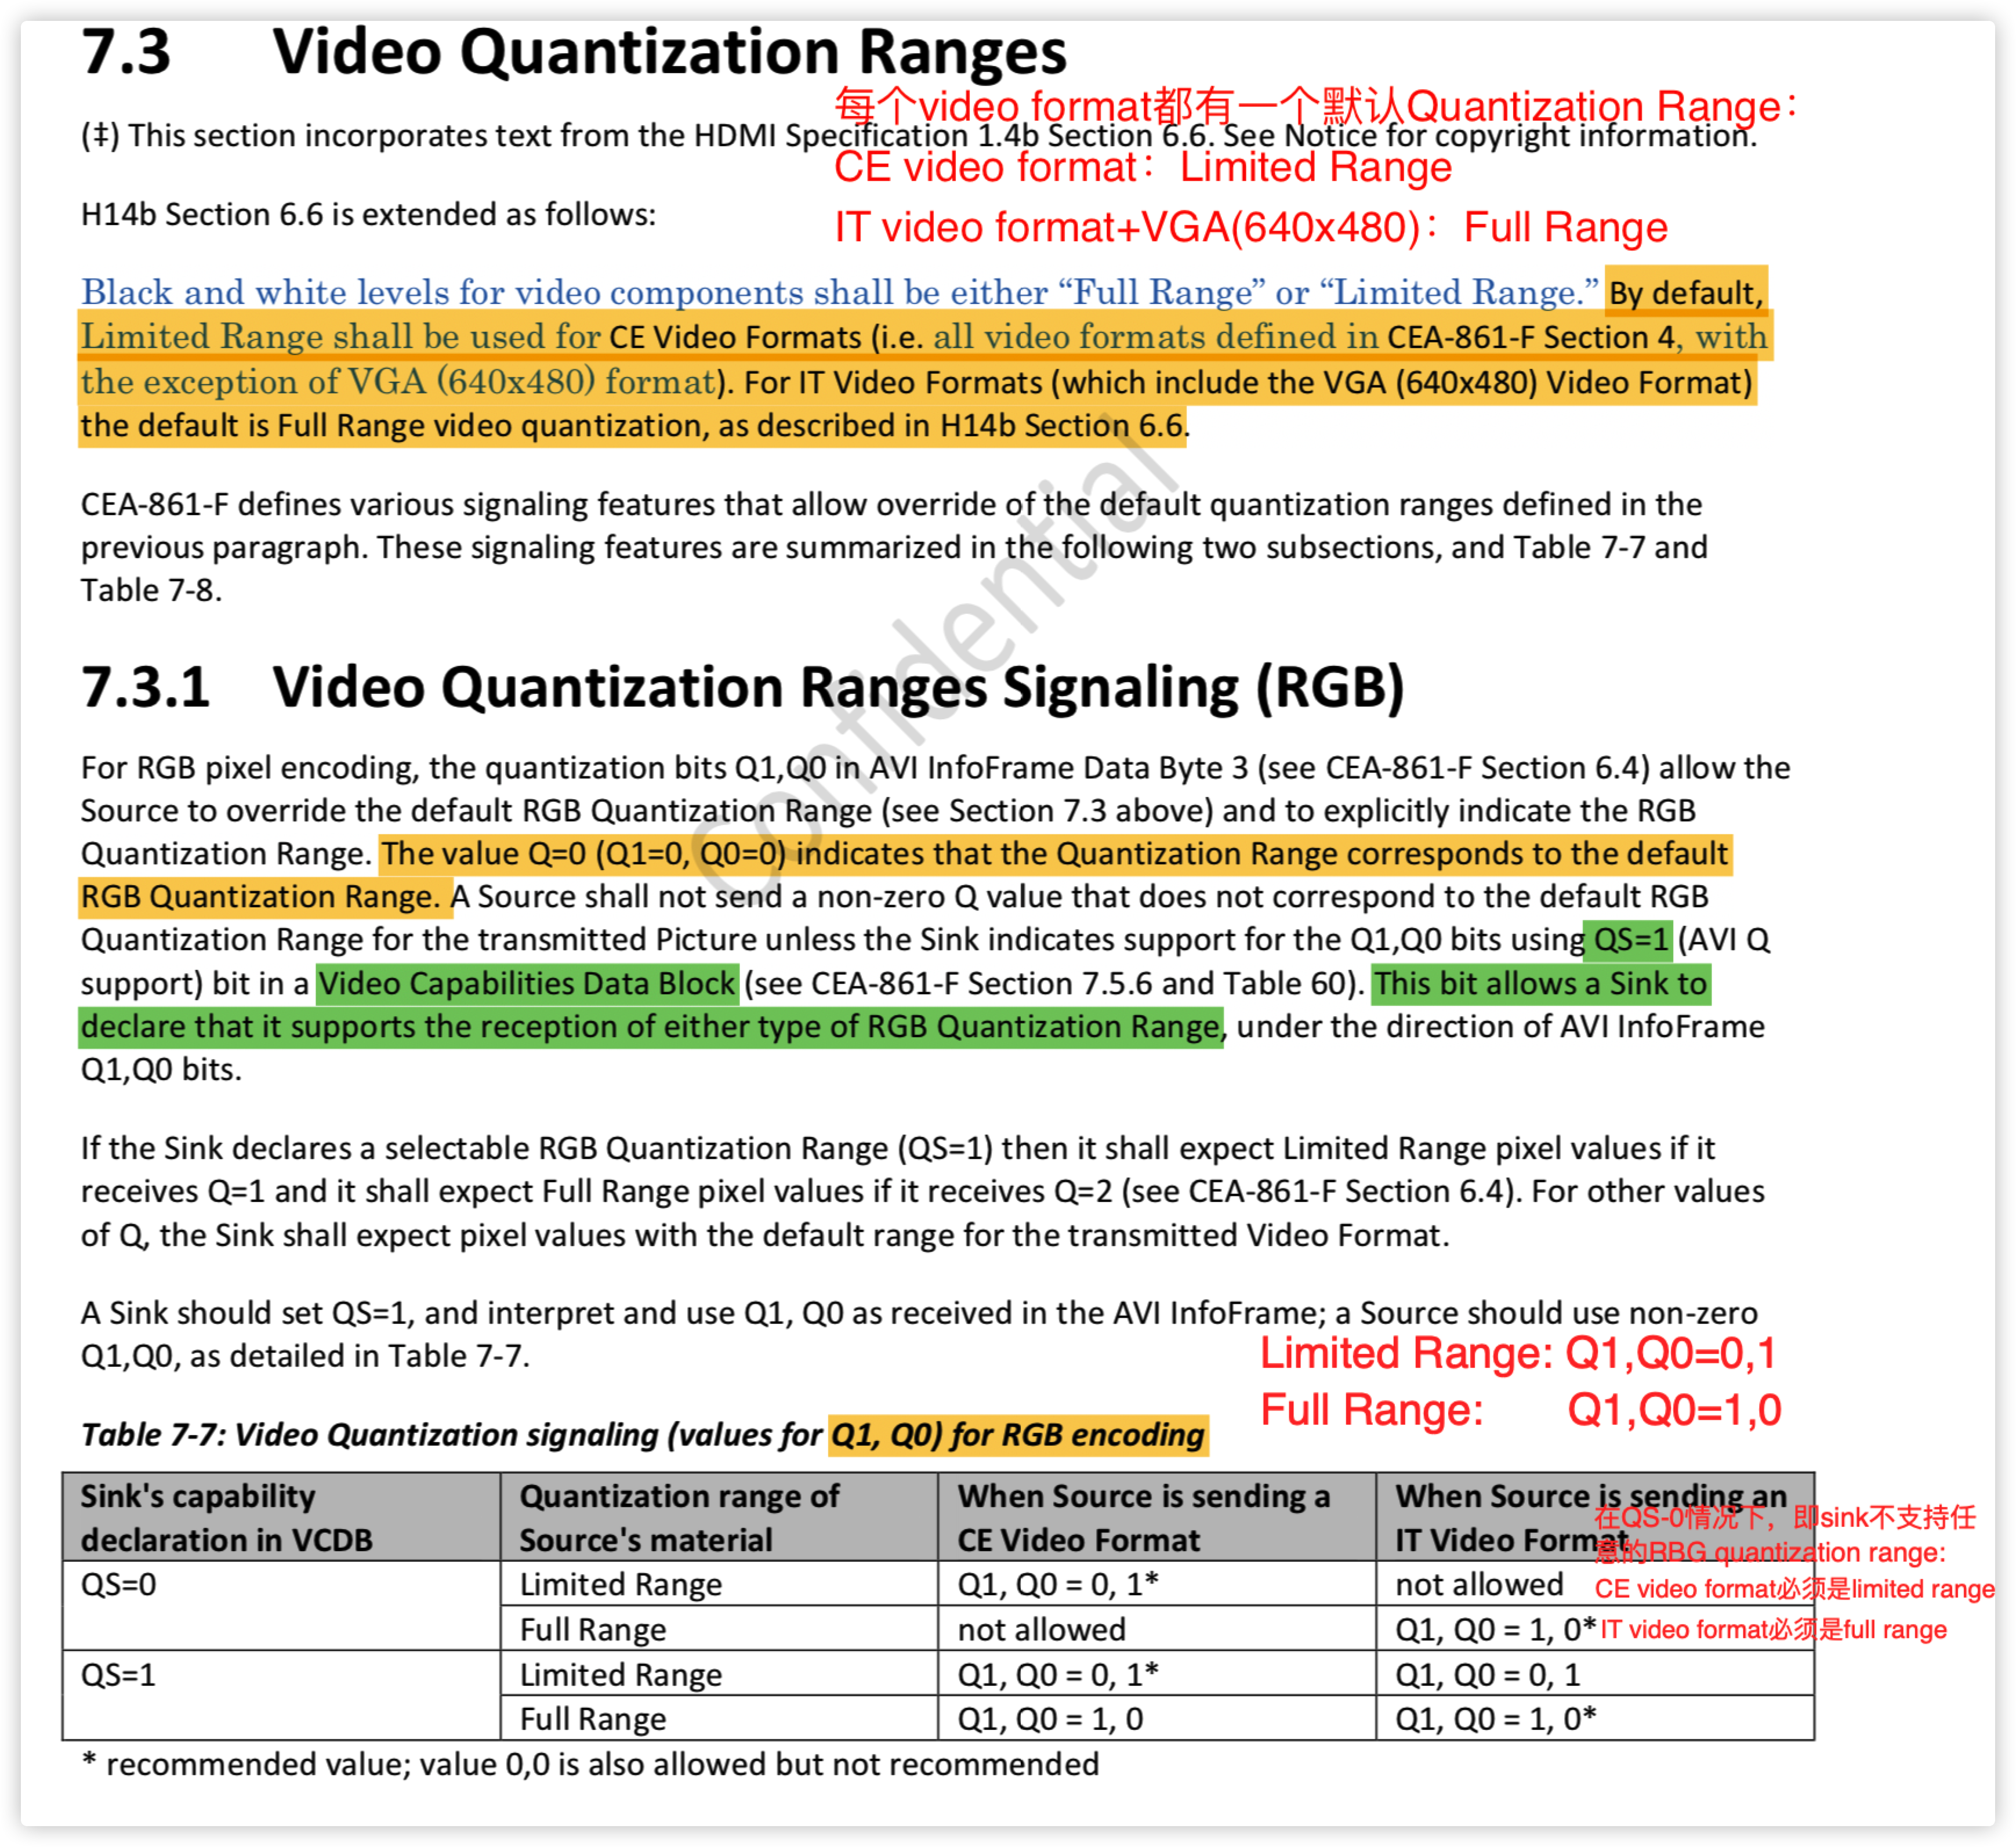 7.3 Video Quantization Ranges
每个video format都有一个默认Quantization Range：
(‡) This section incorporates text from the HDMI Specification 1.4b Section 6.6. See Notice for copyright information.
CE video format：Limited Range
H14b Section 6.6 is extended as follows:
IT video format+VGA(640x480)：Full Range
Black and white levels for video components shall be either “Full Range” or “Limited Range.” By default,
Limited Range shall be used for CE Video Formats (i.e. all video formats defined in CEA-861-F Section 4, with
the exception of VGA (640x480) format). For IT Video Formats (which include the VGA (640x480) Video Format)
the default is Full Range video quantization, as described in H14b Section 6.6.
CEA-861-F defines various signaling features that allow override of the default quantization ranges defined in the
previous paragraph. These signaling features are summarized in the following two subsections, and Table 7-7 and
Table 7-8.
confidential
7.3.1 Video Quantization Ranges Signaling (RGB)
For RGB pixel encoding, the quantization bits Q1,Q0 in AVI InfoFrame Data Byte 3 (see CEA-861-F Section 6.4) allow the
Source to override the default RGB Quantization Range (see Section 7.3 above) and to explicitly indicate the RGB
Quantization Range. The value Q=0 (Q1=0, Q0=0) indicates that the Quantization Range corresponds to the default
RGB Quantization Range. A Source shall not send a non-zero Q value that does not correspond to the default RGB
Quantization Range for the transmitted Picture unless the Sink indicates support for the Q1,Q0 bits using QS=1 (AVI Q
support) bit in a Video Capabilities Data Block (see CEA-861-F Section 7.5.6 and Table 60). This bit allows a Sink to
declare that it supports the reception of either type of RGB Quantization Range, under the direction of AVI InfoFrame
Q1,Q0 bits.
If the Sink declares a selectable RGB Quantization Range (QS=1) then it shall expect Limited Range pixel values if it
receives Q=1 and it shall expect Full Range pixel values if it receives Q=2 (see CEA-861-F Section 6.4). For other values
of Q, the Sink shall expect pixel values with the default range for the transmitted Video Format.
A Sink should set QS=1, and interpret and use Q1, Q0 as received in the AVI InfoFrame; a Source should use non-zero
Q1,Q0, as detailed in Table 7-7.
Limited Range: Q1,Q0=0,1
Full Range: Q1,Q0=1,0
Table 7-7: Video Quantization signaling (values for Q1, Q0) for RGB encoding
Sink's capability declaration in VCDB
Quantization range of Source's material
When Source is sending a CE Video Format
When Source is sending an IT Video Format
在QS-0情况下，即sink不支持任
意的RBG quantization range:
CE video format必须是limited range
IT video format必须是full range
QS=0 Limited Range Q1, Q0 = 0, 1* not allowed
Full Range not allowed Q1, Q0 = 1, 0*
QS=1 Limited Range Q1, Q0 = 0, 1* Q1, Q0 = 0, 1
Full Range Q1, Q0 = 1, 0 Q1, Q0 = 1, 0*
* recommended value; value 0,0 is also allowed but not recommended